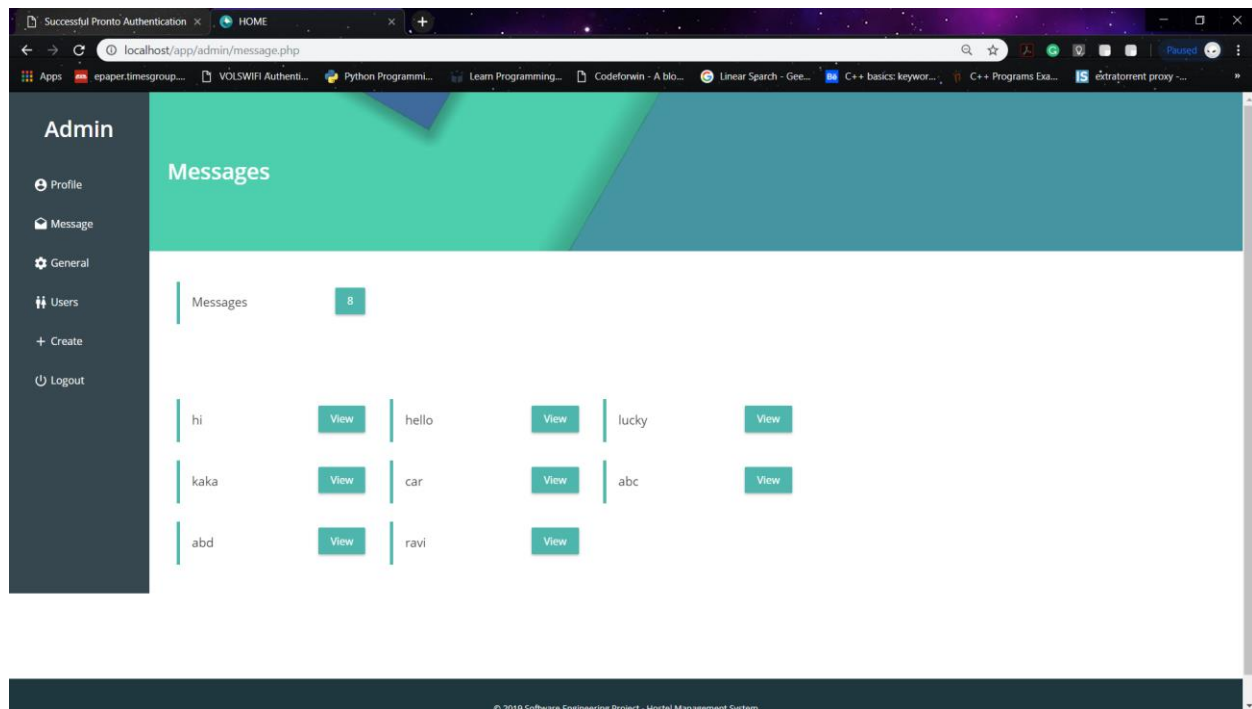 Successful Pronto Authentication HOME
localhost/app/admin/message.php Paused
Apps epaper.timesgroup.... VOLSWIFI Authenti... Python Programmi... Learn Programming... Codeforwin - A blo... Linear Search - Gee... C++ basics: keywor... C++ Programs Exa... extratorrent proxy -... »
Admin
Profile
Message
General
Users
+ Create
Logout
Messages
Messages 8
hi View hello View lucky View
kaka View car View abc View
abd View ravi View
© 2019 Software Engineering Project - Hostel Management System